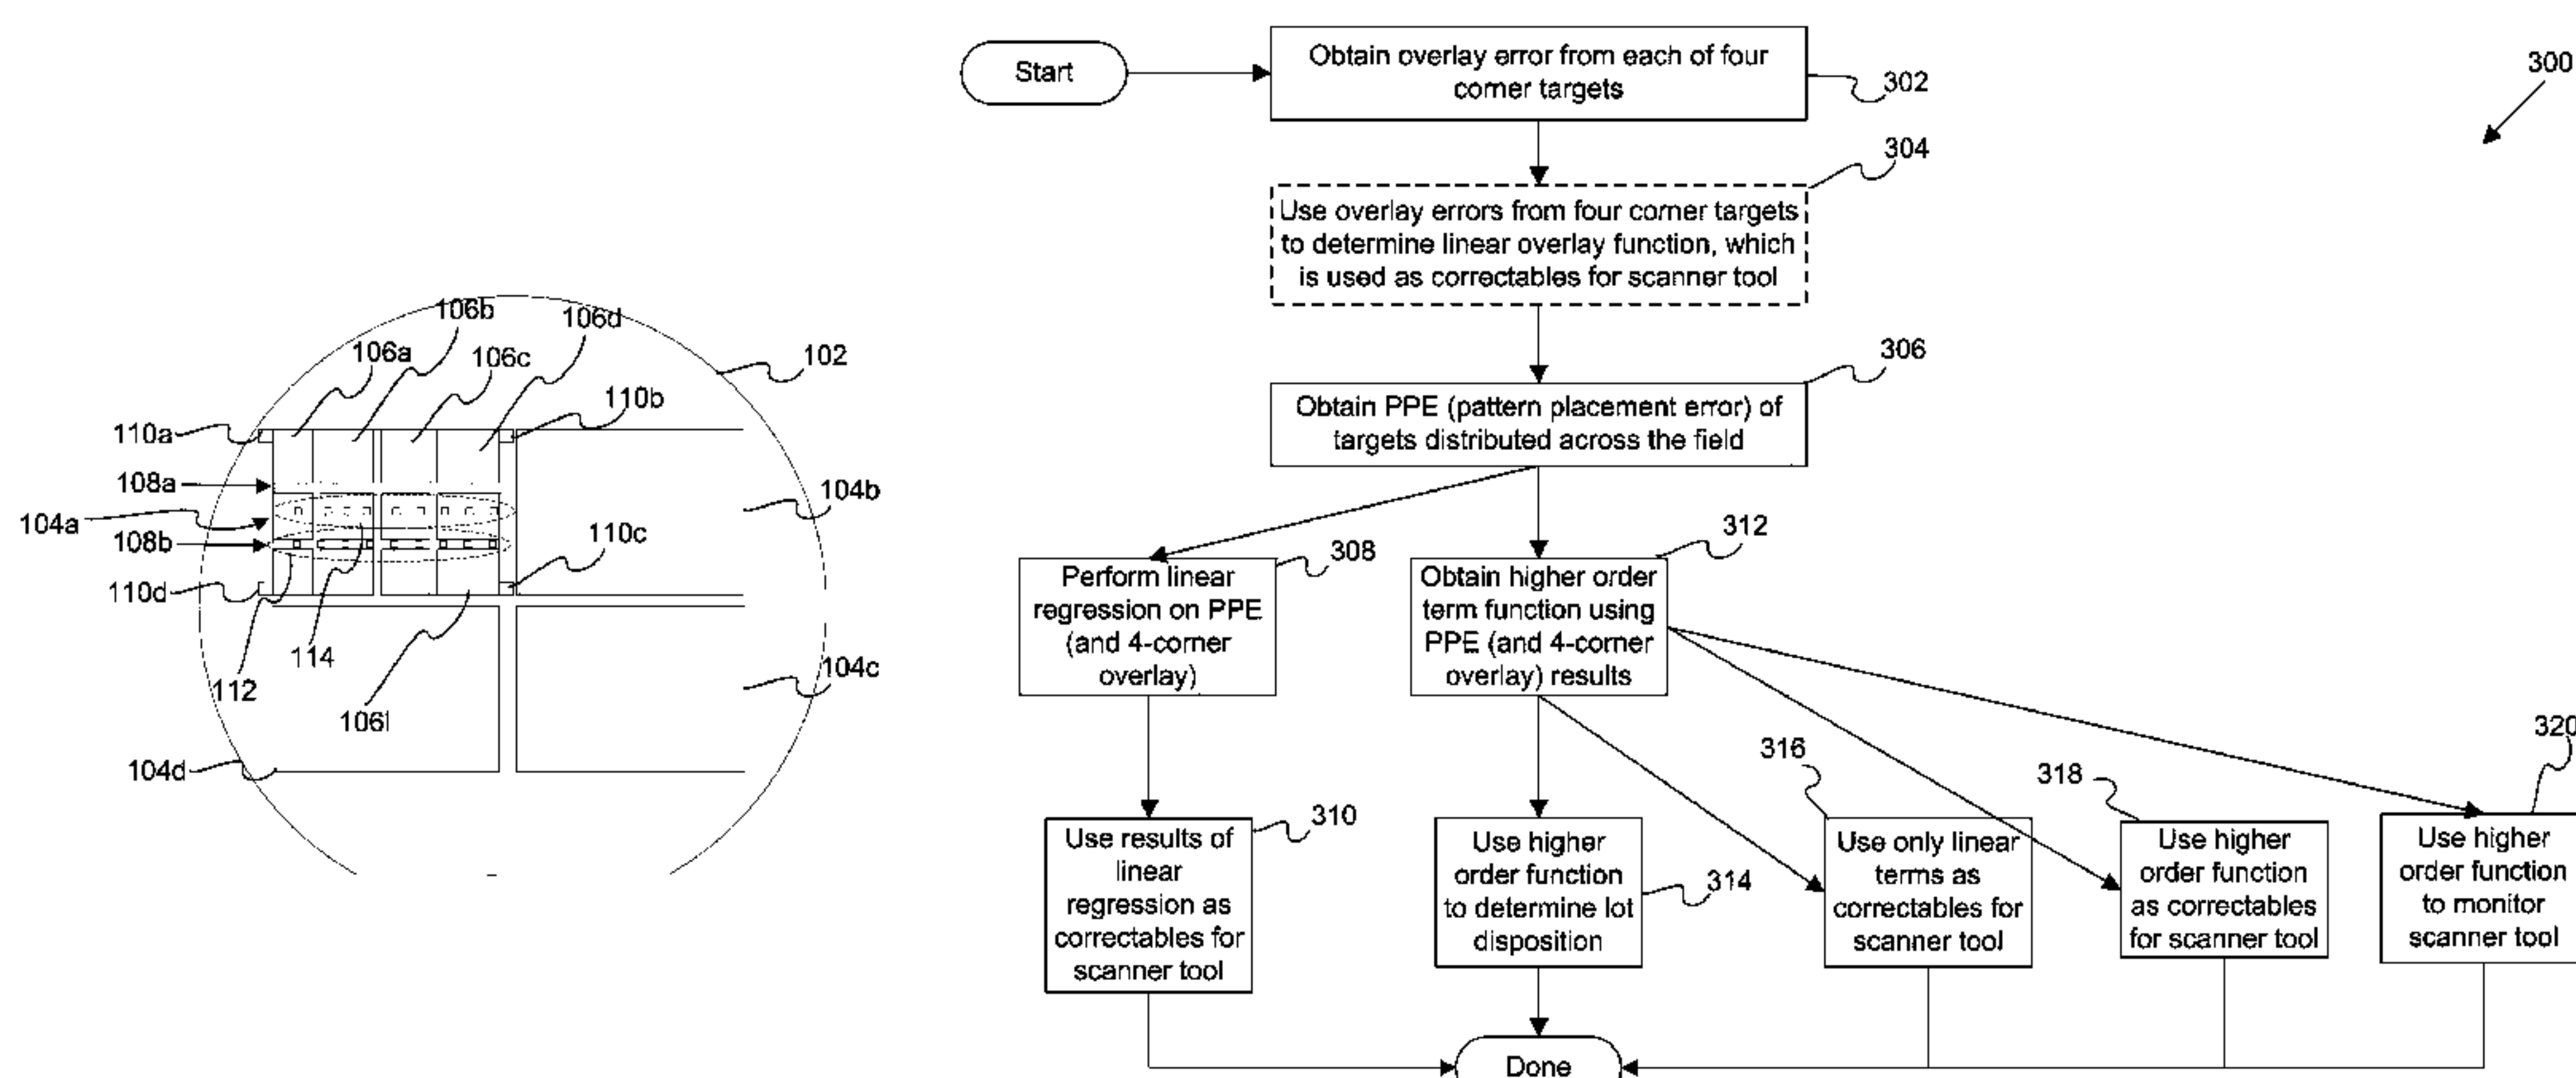 106b
106d
106a
106c
102
110b
110a
108a
104b
104a
108b
110c
110d
114
112
104c
106l
104d
Start
Obtain overlay error from each of four
corner targets
302
300
304
Use overlay errors from four corner targets
to determine linear overlay function, which
is used as correctables for scanner tool
306
Obtain PPE (pattern placement error) of
targets distributed across the field
308
Perform linear
regression on PPE
(and 4-corner
overlay)
312
Obtain higher order
term function using
PPE (and 4-corner
overlay) results
310
Use results of
linear
regression as
correctables for
scanner tool
314
Use higher
order function
to determine lot
disposition
316
Use only linear
terms as
correctables for
scanner tool
318
Use higher
order function
as correctables
for scanner tool
320
Use higher
order function
to monitor
scanner tool
Done